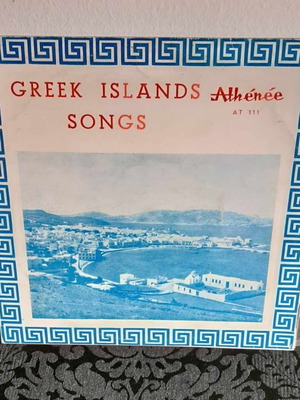 GREEK ISLANDS Athénée
AT 111
SONGS